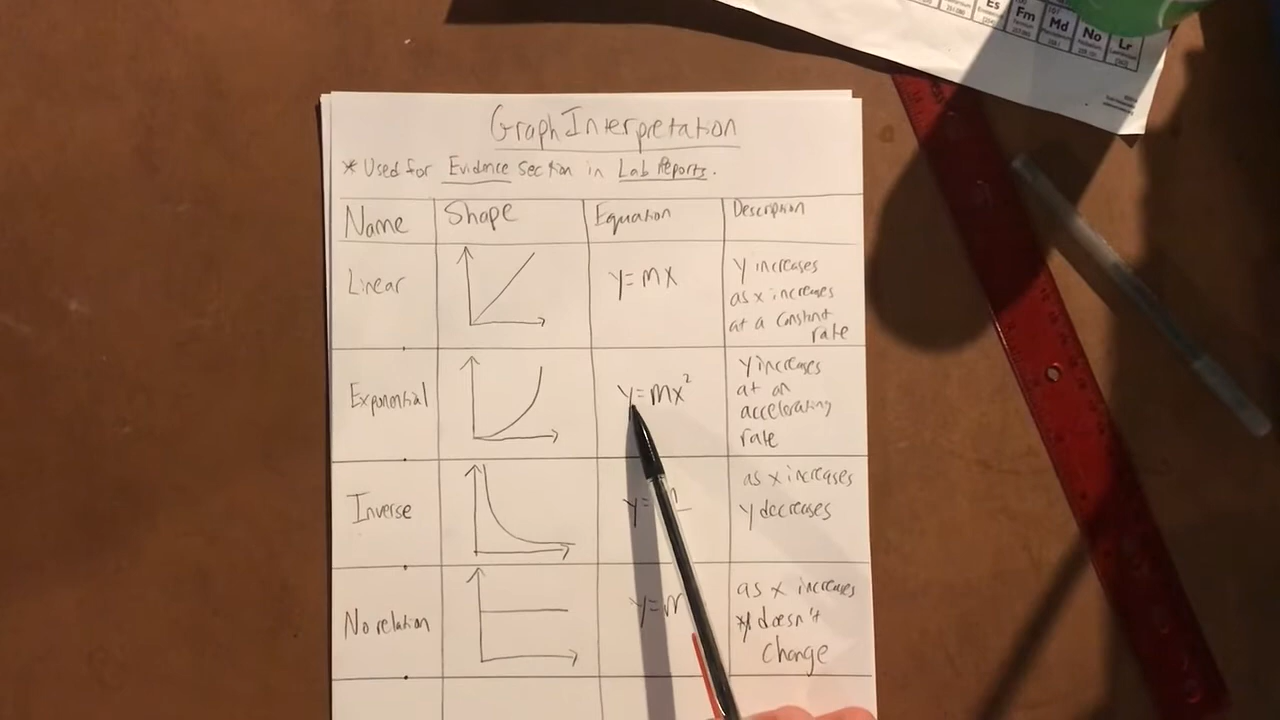 Es
Fm
Md
No
Lr
Graph Interpretation
* Used for Evidence section in Lab Reports.
Name Shape Equation Description
Linear
y=mx
y increases
as x increases
at a constant
rate
Exponential
y=mx²
y increases
at an
accelerating
rate
Inverse
y=
as x increases
y decreases
No relation
y=m
as x increases
y doesn't
change